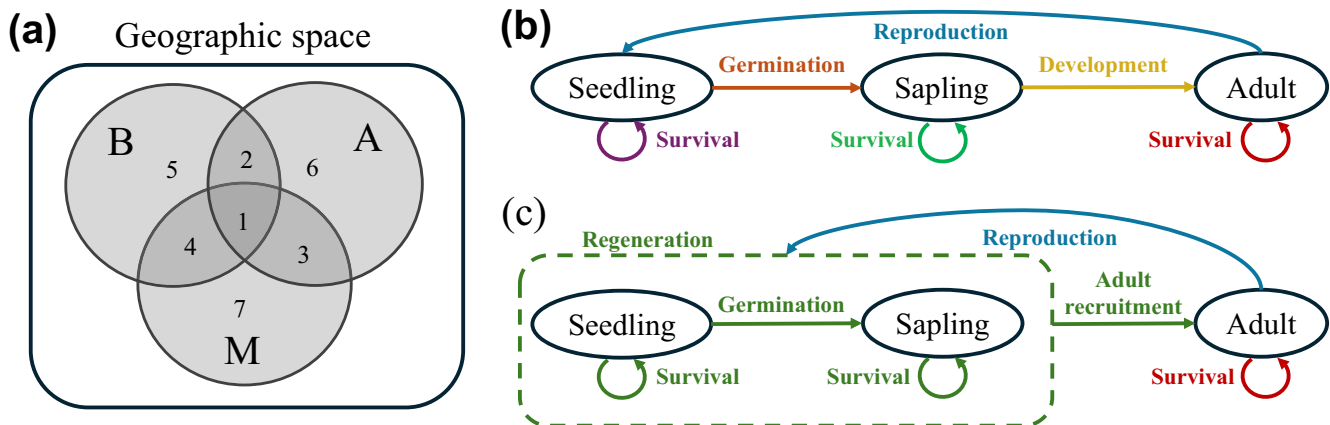 (a)
Geographic space
B
A
5
2
6
1
4
3
7
M
(b)
Reproduction
Seedling
Germination
Sapling
Development
Adult
Survival
Survival
Survival
(c)
Regeneration
Reproduction
Seedling
Germination
Sapling
Adult
recruitment
Adult
Survival
Survival
Survival